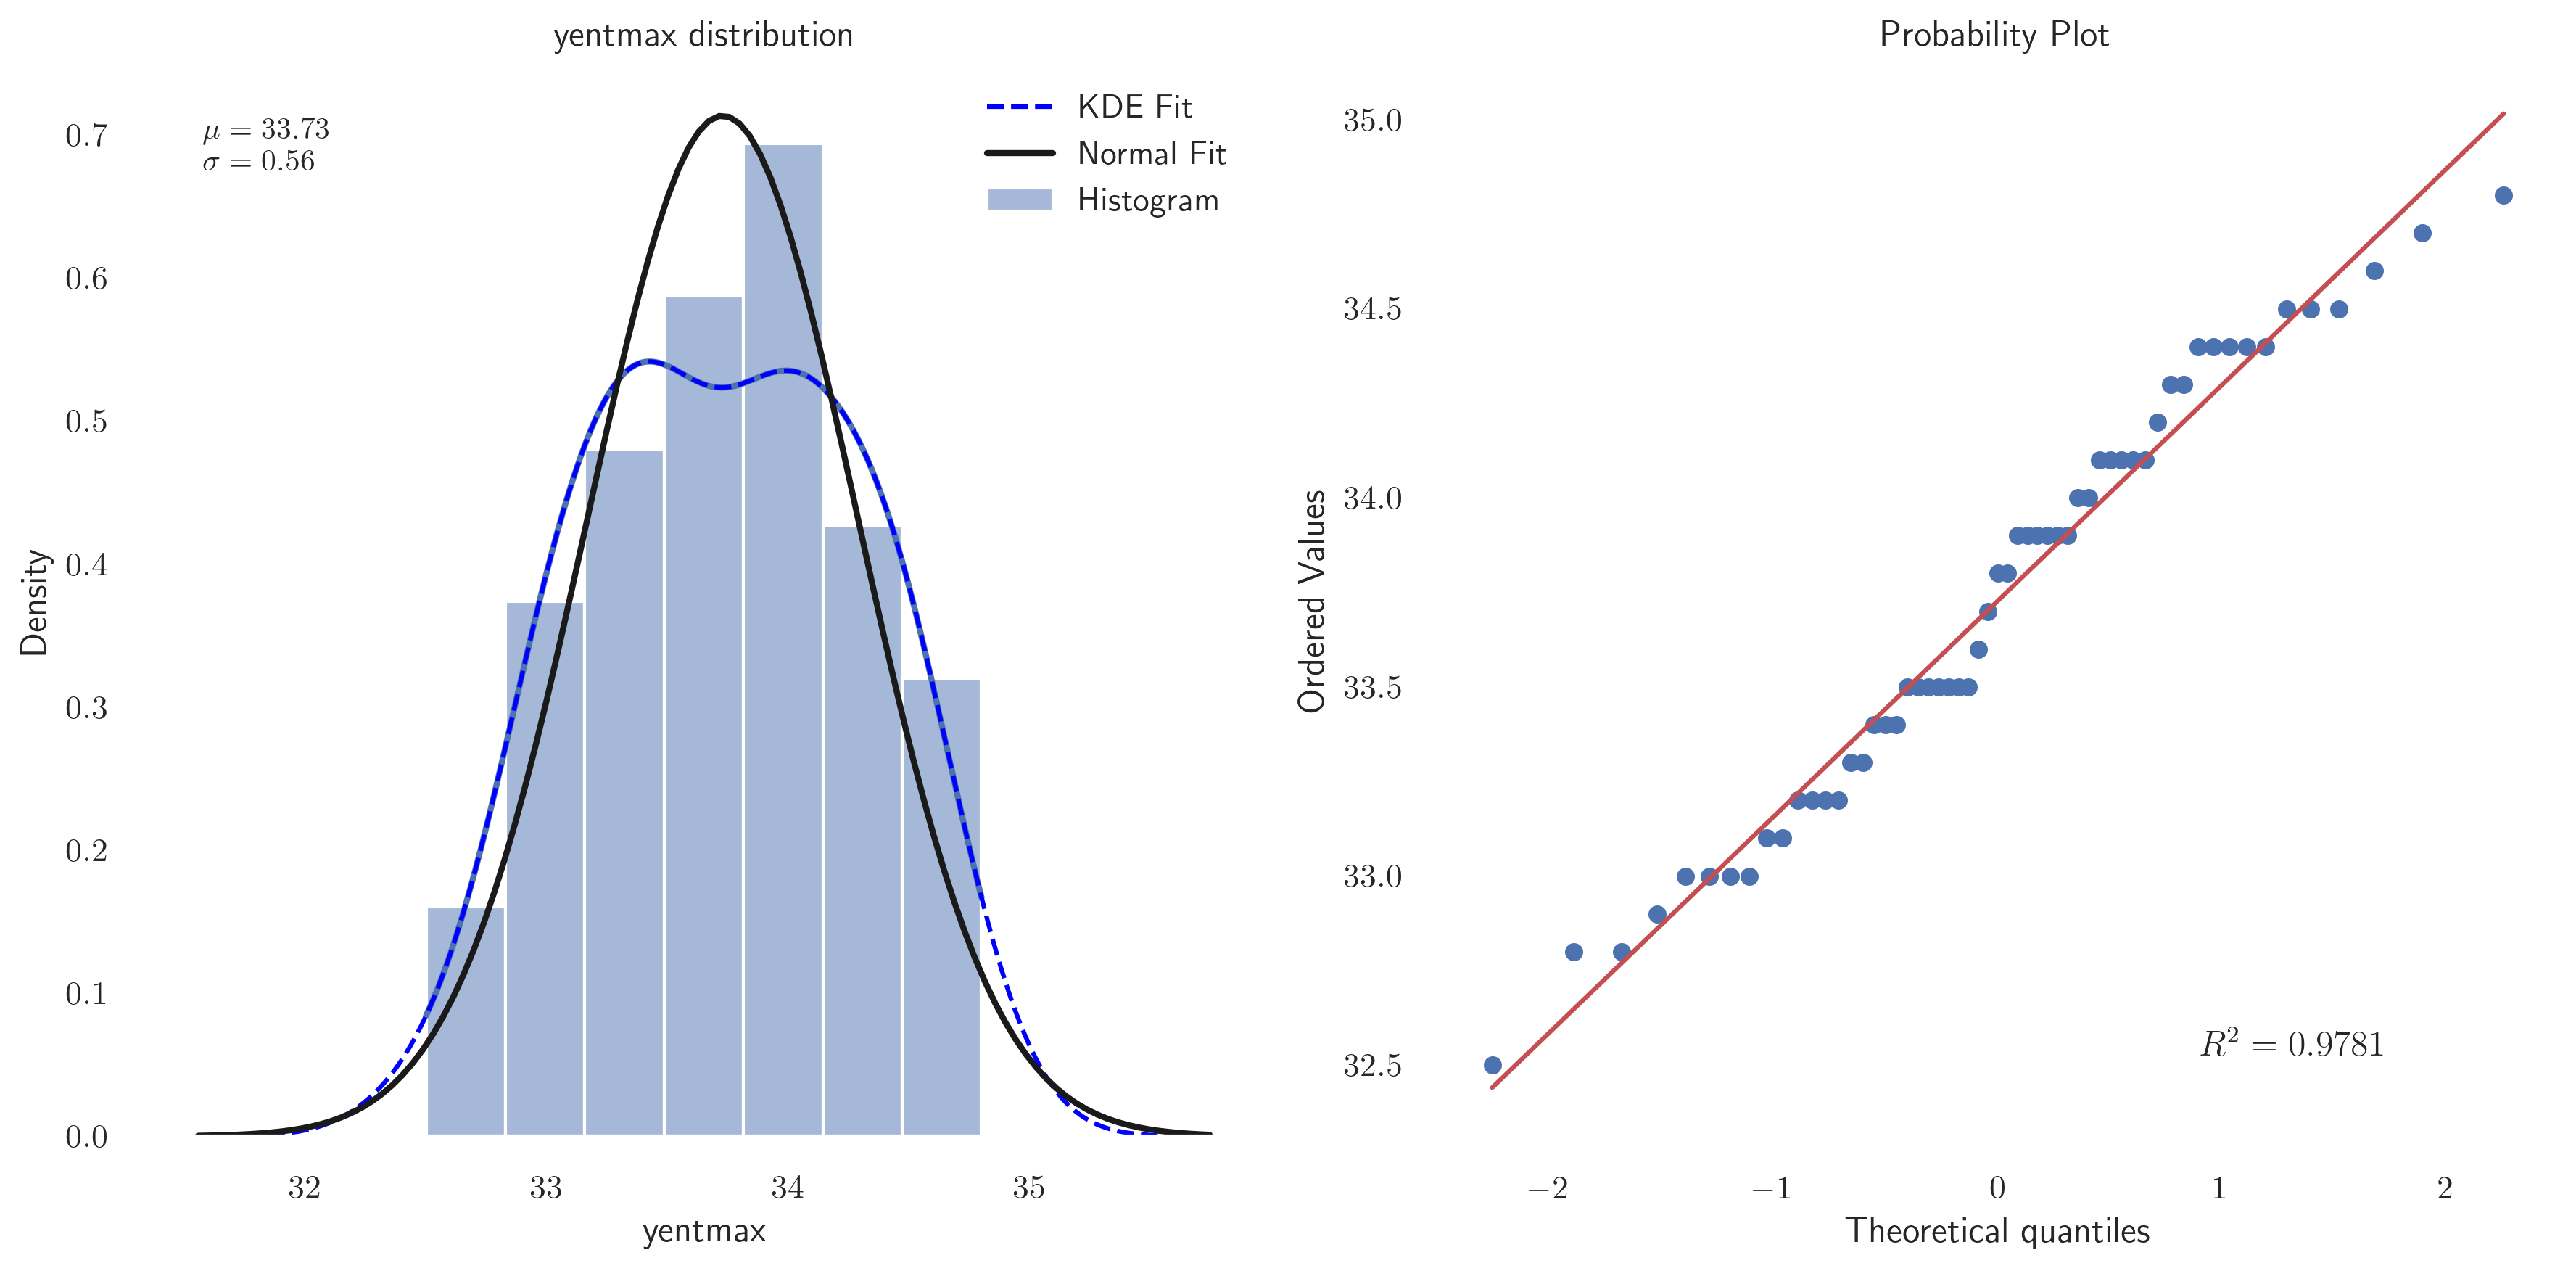 yentmax distribution
μ = 33.73
σ = 0.56
KDE Fit
Normal Fit
Histogram
0.7
0.6
0.5
0.4
0.3
0.2
0.1
0.0
Density
32 33 34 35
yentmax
Probability Plot
35.0
34.5
34.0
33.5
33.0
32.5
Ordered Values
R² = 0.9781
−2 −1 0 1 2
Theoretical quantiles